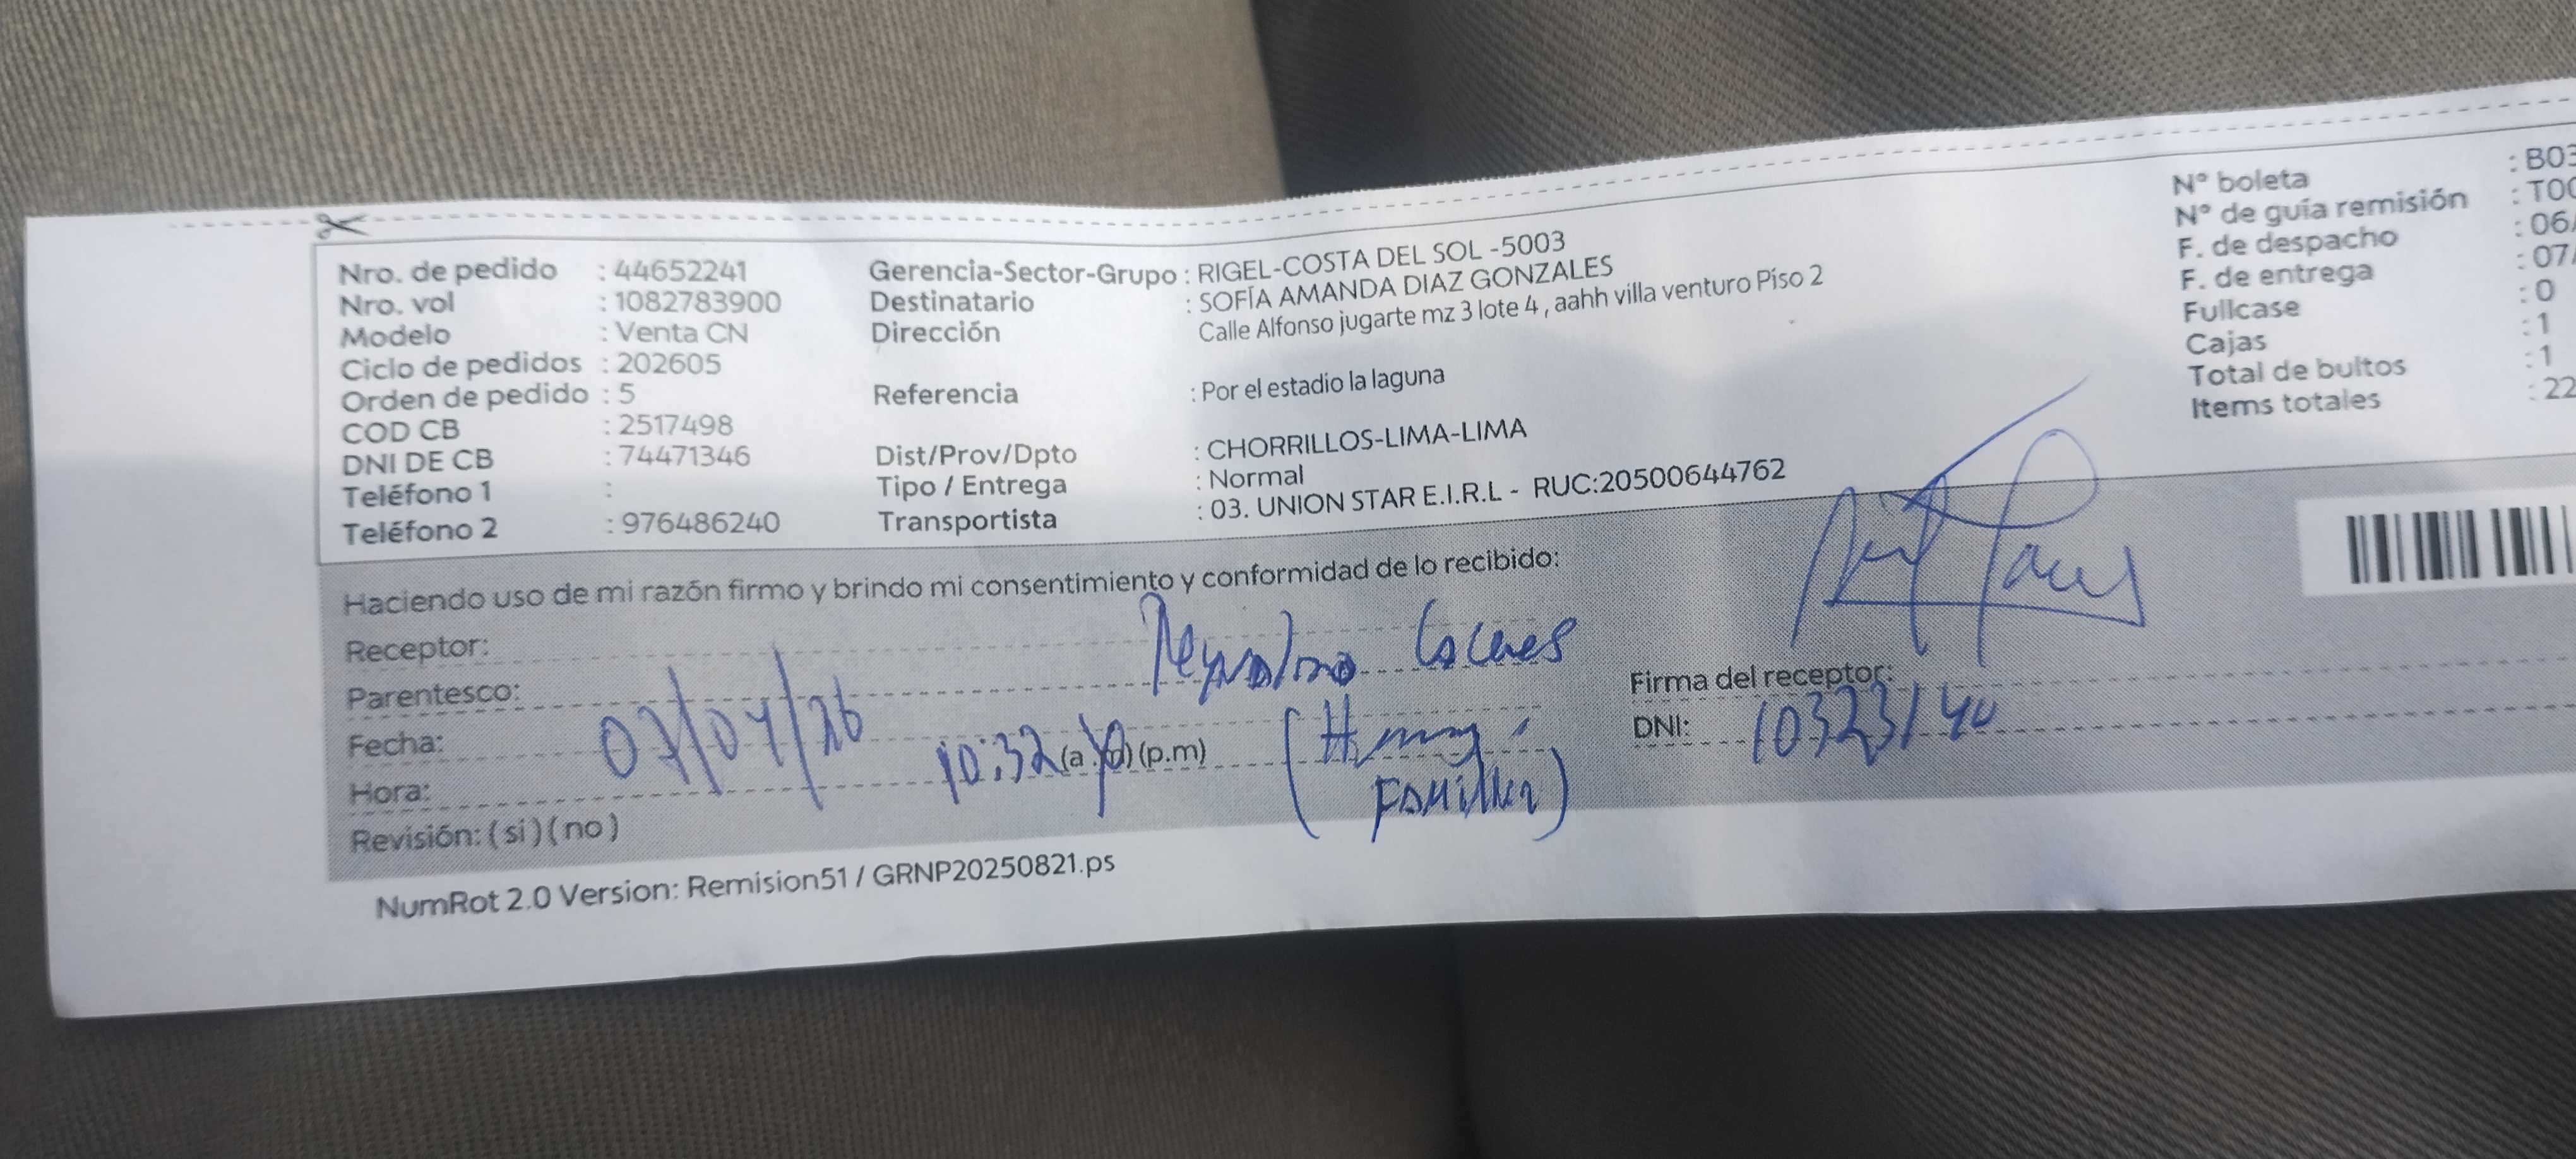 Nro. de pedido : 44652241
Nro. vol : 1082783900
Modelo : Venta CN
Ciclo de pedidos : 202605
Orden de pedido : 5
COD CB : 2517498
DNI DE CB : 74471346
Teléfono 1 :
Teléfono 2 : 976486240
Gerencia-Sector-Grupo : RIGEL-COSTA DEL SOL -5003
Destinatario : SOFÍA AMANDA DIAZ GONZALES
Dirección Calle Alfonso jugarte mz 3 lote 4 , aahh villa venturo Piso 2
Referencia : Por el estadio la laguna
Dist/Prov/Dpto : CHORRILLOS-LIMA-LIMA
Tipo / Entrega : Normal
Transportista : 03. UNION STAR E.I.R.L - RUC:20500644762
N° boleta : B03
N° de guía remisión : T00
F. de despacho : 06/
F. de entrega : 07/
Fullcase : 0
Cajas : 1
Total de bultos : 1
Items totales : 22
Haciendo uso de mi razón firmo y brindo mi consentimiento y conformidad de lo recibido:
Receptor:
Parentesco:
Fecha: 07/04/26
Hora: 10:32 (a.m) (p.m)
Revisión: ( si ) ( no )
Firma del receptor:
DNI: 10323140
NumRot 2.0 Version: Remision51 / GRNP20250821.ps